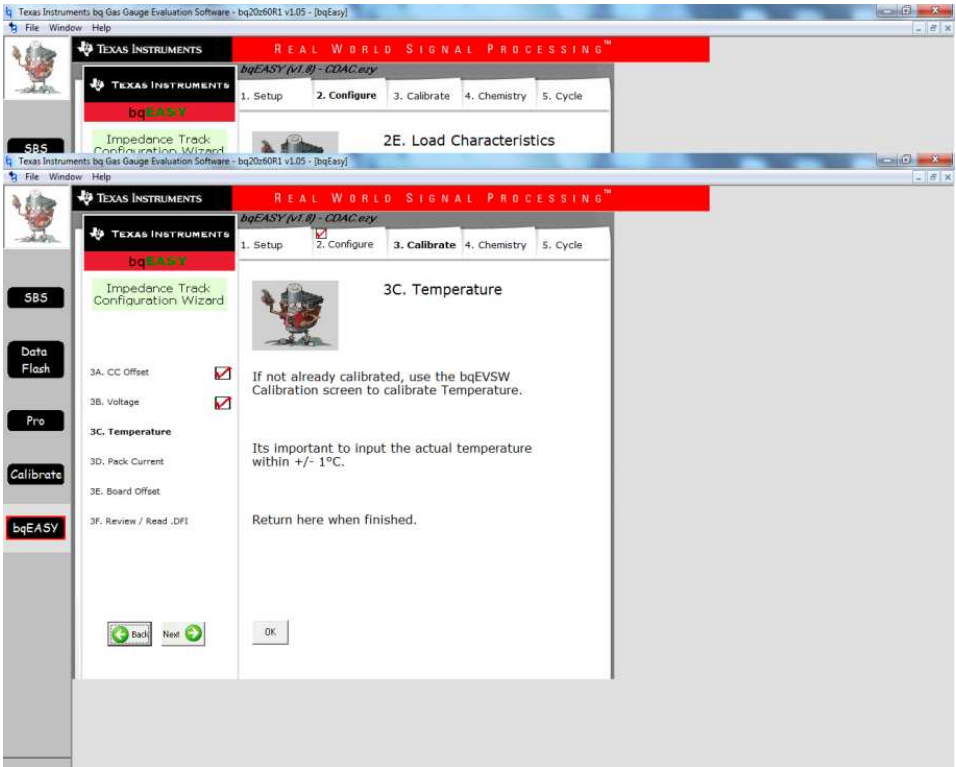 Texas Instruments bq Gas Gauge Evaluation Software - bq20z60R1 v1.05 - [bqEasy]
File Window Help
TEXAS INSTRUMENTS
REAL WORLD SIGNAL PROCESSING™
bqEASY (v1.8) - CDAC.ezy
TEXAS INSTRUMENTS
bqEASY
1. Setup 2. Configure 3. Calibrate 4. Chemistry 5. Cycle
Impedance Track
Configuration Wizard
2E. Load Characteristics
SBS
Texas Instruments bq Gas Gauge Evaluation Software - bq20z60R1 v1.05 - [bqEasy]
File Window Help
TEXAS INSTRUMENTS
REAL WORLD SIGNAL PROCESSING™
bqEASY (v1.8) - CDAC.ezy
TEXAS INSTRUMENTS
bqEASY
1. Setup 2. Configure 3. Calibrate 4. Chemistry 5. Cycle
SBS
Data
Flash
Pro
Calibrate
bqEASY
Impedance Track
Configuration Wizard
3A. CC Offset
3B. Voltage
3C. Temperature
3D. Pack Current
3E. Board Offset
3F. Review / Read .DFI
Back Next
3C. Temperature
If not already calibrated, use the bqEVSW
Calibration screen to calibrate Temperature.
Its important to input the actual temperature
within +/- 1°C.
Return here when finished.
OK